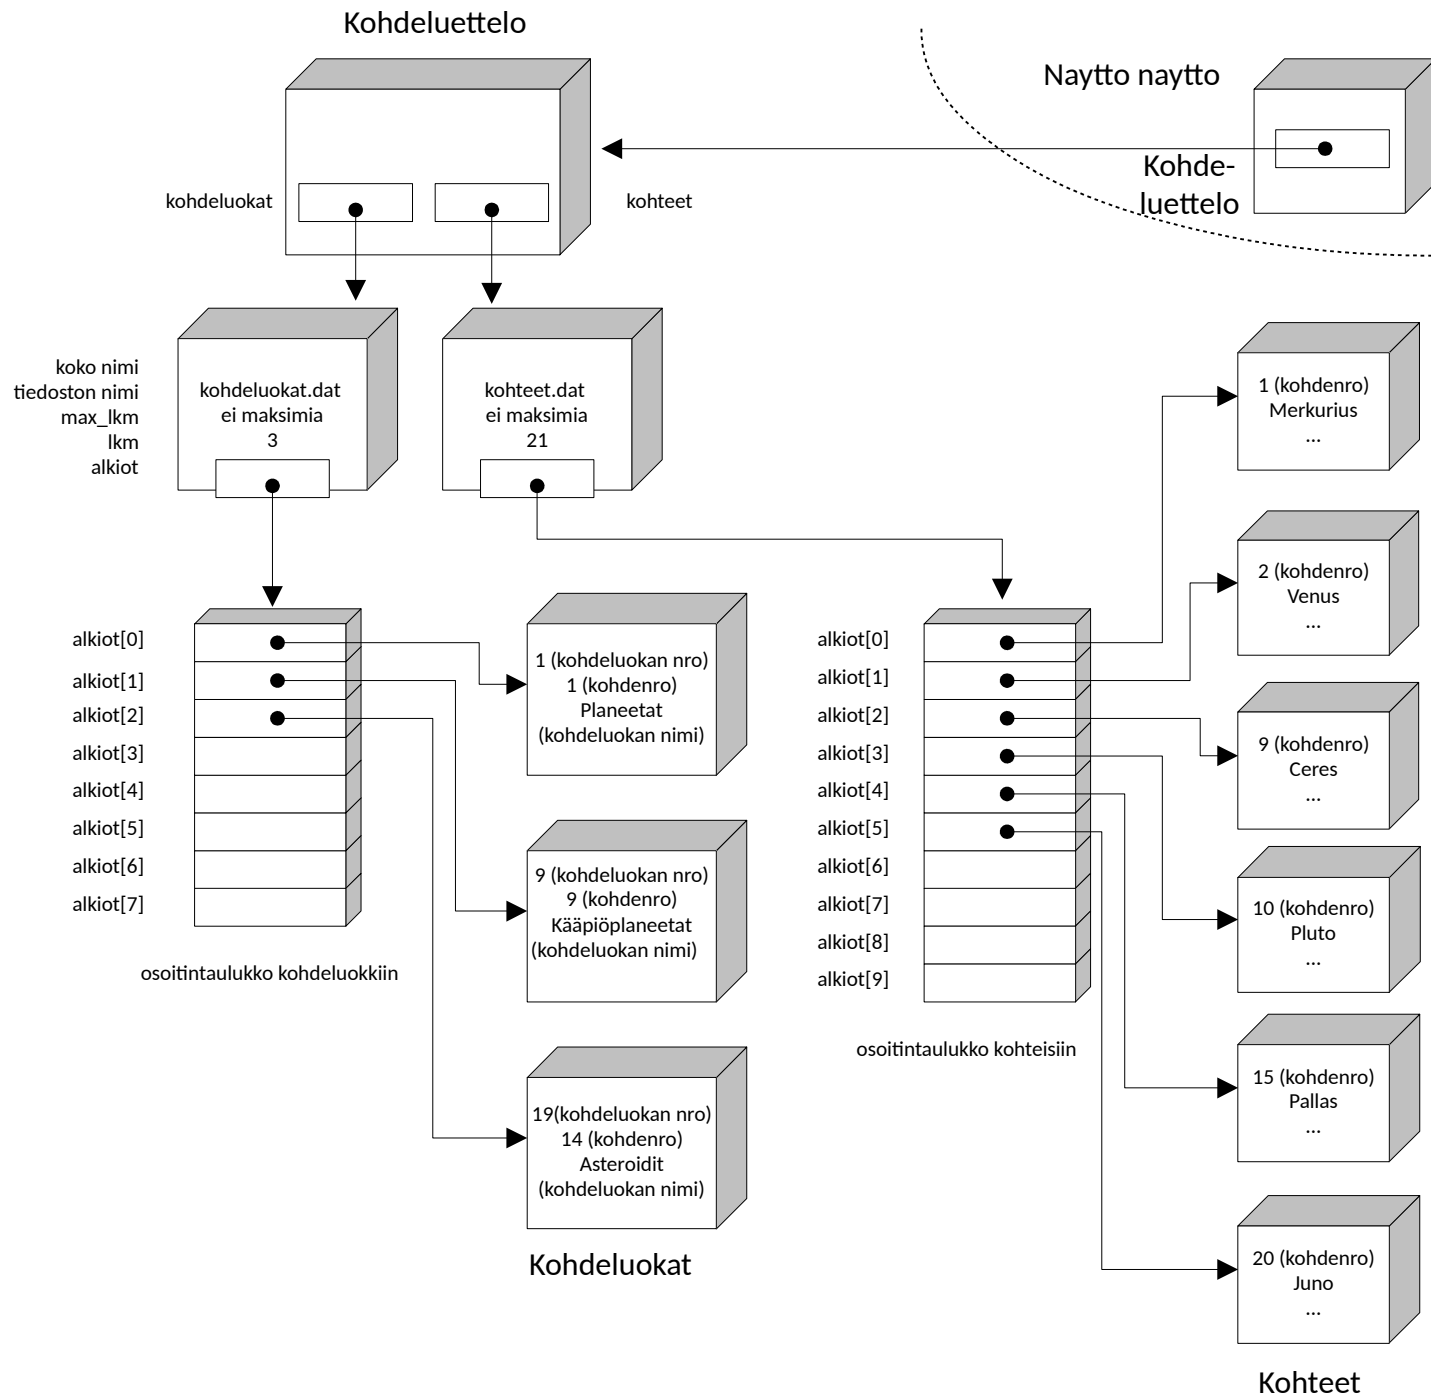 Kohdeluettelo
Naytto naytto
Kohde-
luettelo
kohdeluokat
kohteet
koko nimi
tiedoston nimi
max_lkm
lkm
alkiot
kohdeluokat.dat
ei maksimia
3
kohteet.dat
ei maksimia
21
alkiot[0]
alkiot[1]
alkiot[2]
alkiot[3]
alkiot[4]
alkiot[5]
alkiot[6]
alkiot[7]
osoitintaulukko kohdeluokkiin
1 (kohdeluokan nro)
1 (kohdenro)
Planeetat
(kohdeluokan nimi)
9 (kohdeluokan nro)
9 (kohdenro)
Kääpiöplaneetat
(kohdeluokan nimi)
19(kohdeluokan nro)
14 (kohdenro)
Asteroidit
(kohdeluokan nimi)
Kohdeluokat
alkiot[0]
alkiot[1]
alkiot[2]
alkiot[3]
alkiot[4]
alkiot[5]
alkiot[6]
alkiot[7]
alkiot[8]
alkiot[9]
osoitintaulukko kohteisiin
1 (kohdenro)
Merkurius
...
2 (kohdenro)
Venus
...
9 (kohdenro)
Ceres
...
10 (kohdenro)
Pluto
...
15 (kohdenro)
Pallas
...
20 (kohdenro)
Juno
...
Kohteet